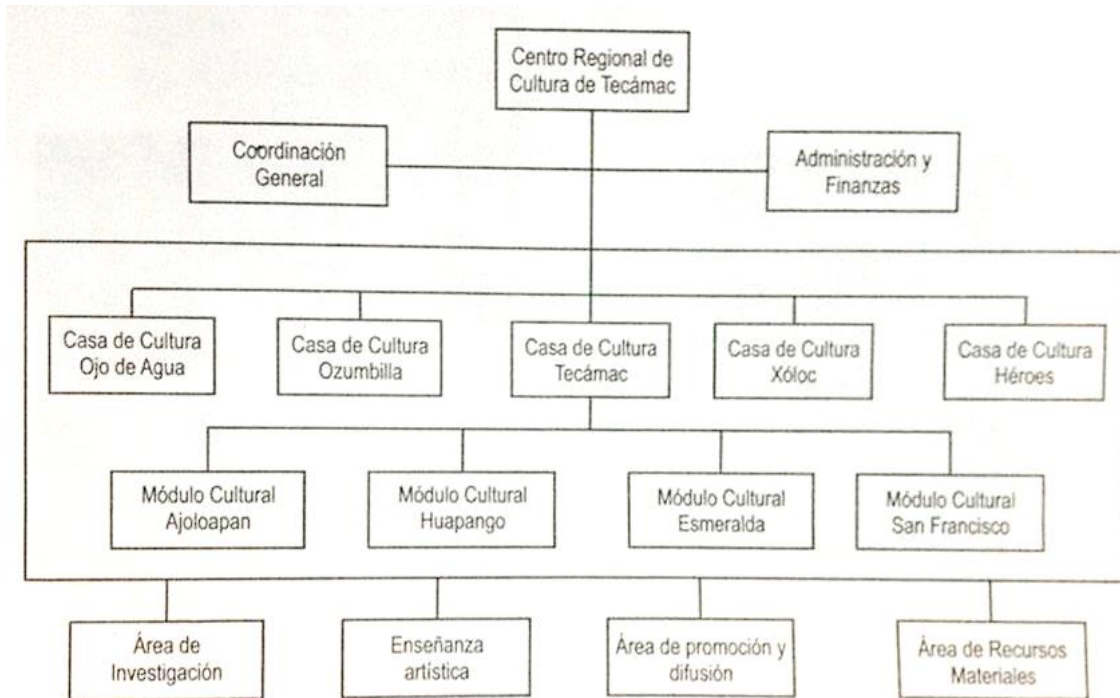 Centro Regional de
Cultura de Tecámac
Coordinación
General
Administración y
Finanzas
Casa de Cultura
Ojo de Agua
Casa de Cultura
Ozumbilla
Casa de Cultura
Tecámac
Casa de Cultura
Xóloc
Casa de Cultura
Héroes
Módulo Cultural
Ajoloapan
Módulo Cultural
Huapango
Módulo Cultural
Esmeralda
Módulo Cultural
San Francisco
Área de
Investigación
Enseñanza
artística
Área de promoción y
difusión
Área de Recursos
Materiales